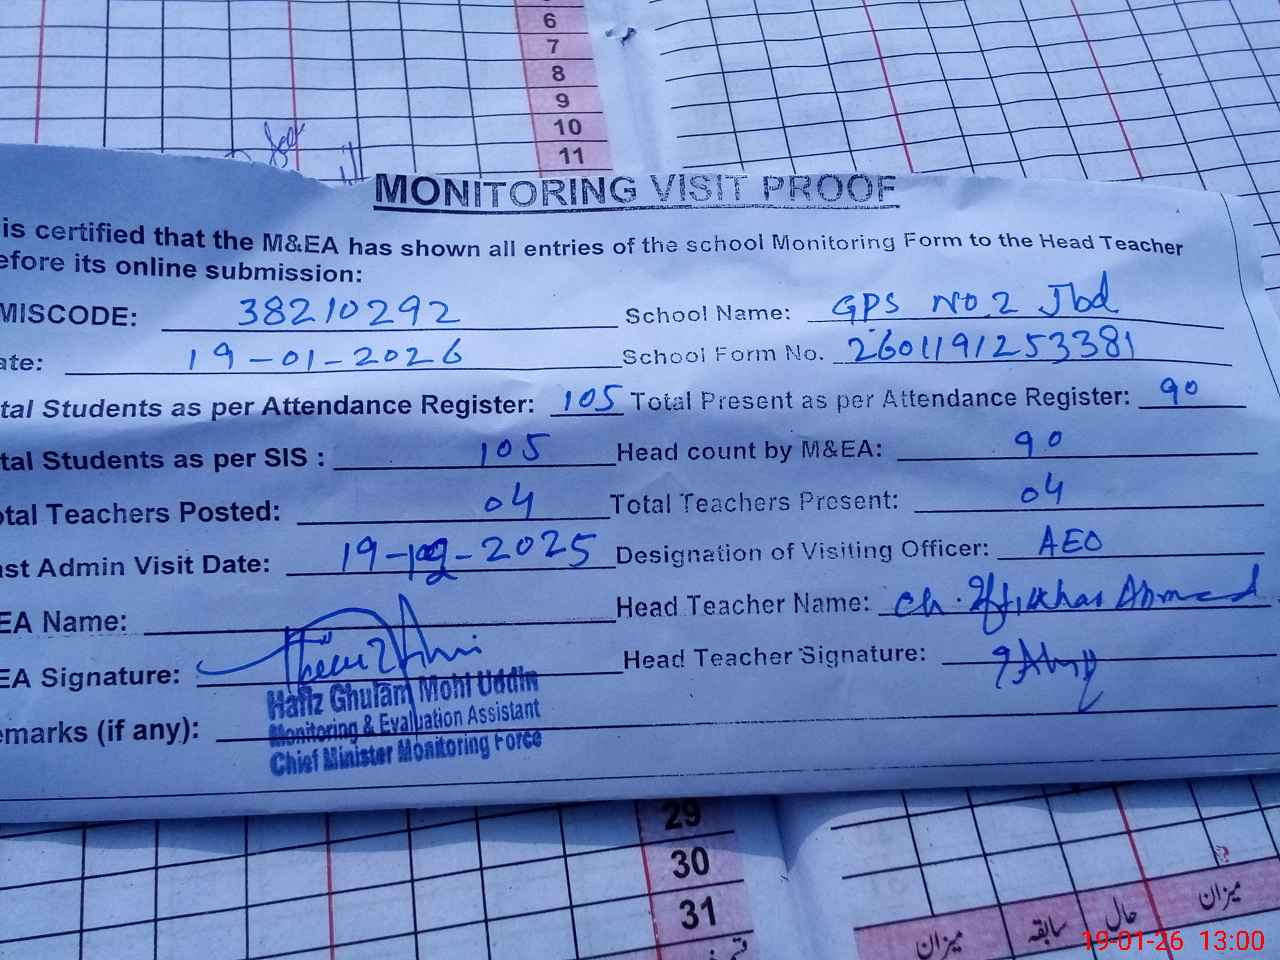 6
7
8
9
10
11
MONITORING VISIT PROOF
is certified that the M&EA has shown all entries of the school Monitoring Form to the Head Teacher
efore its online submission:
MISCODE: 38210292 School Name: GPS No.2 Jbd
ate: 19-01-2026 School Form No. 2601191253381
tal Students as per Attendance Register: 105 Total Present as per Attendance Register: 90
tal Students as per SIS : 105 Head count by M&EA: 90
otal Teachers Posted: 04 Total Teachers Present: 04
ast Admin Visit Date: 19- -2025 Designation of Visiting Officer: AEO
EA Name: Head Teacher Name: Ch. Iftikhar Ahmed
EA Signature: Head Teacher Signature:
Hafiz Ghulam Mohi Uddin
Monitoring & Evaluation Assistant
emarks (if any):
Chief Minister Monitoring Force
29
30
31
میزان حال سابقہ میزان
19-01-26 13:00